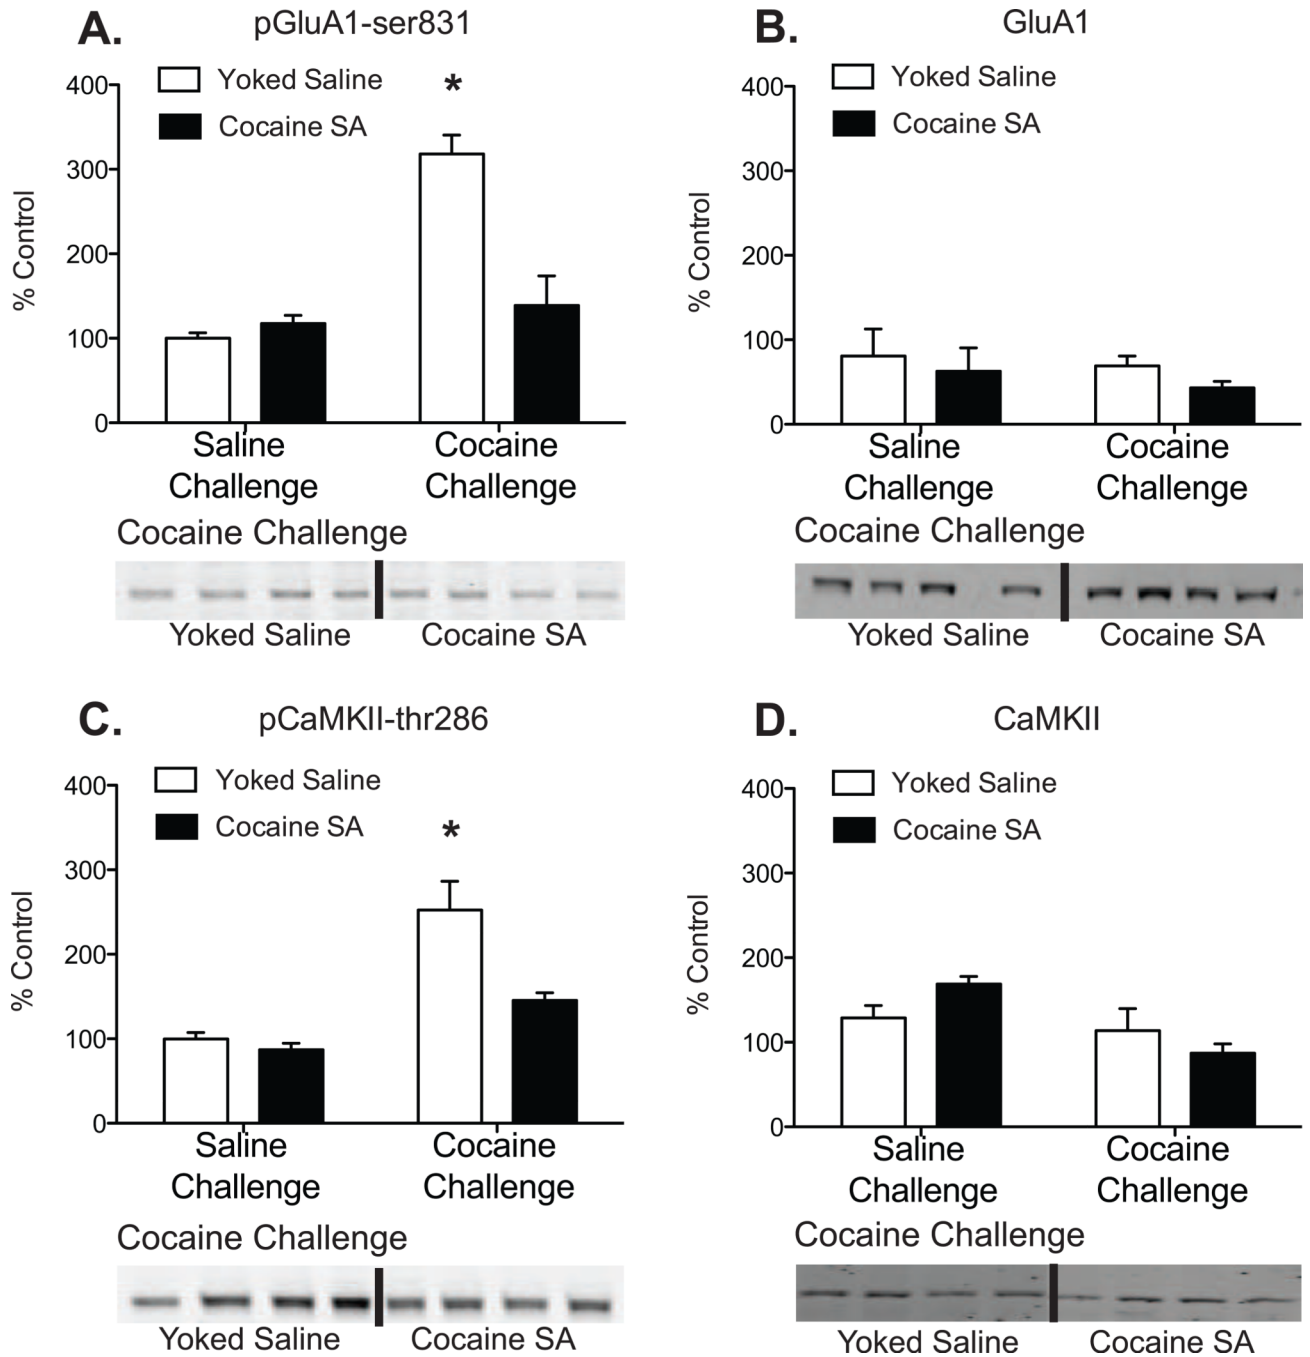 A.
pGluA1-ser831
Yoked Saline
Cocaine SA
*
% Control
400
300
200
100
0
Saline
Challenge
Cocaine
Challenge
Cocaine Challenge
Yoked Saline
Cocaine SA
B.
GluA1
Yoked Saline
Cocaine SA
% Control
400
300
200
100
0
Saline
Challenge
Cocaine
Challenge
Cocaine Challenge
Yoked Saline
Cocaine SA
C.
pCaMKII-thr286
Yoked Saline
Cocaine SA
*
% Control
400
300
200
100
0
Saline
Challenge
Cocaine
Challenge
Cocaine Challenge
Yoked Saline
Cocaine SA
D.
CaMKII
Yoked Saline
Cocaine SA
% Control
400
300
200
100
0
Saline
Challenge
Cocaine
Challenge
Cocaine Challenge
Yoked Saline
Cocaine SA